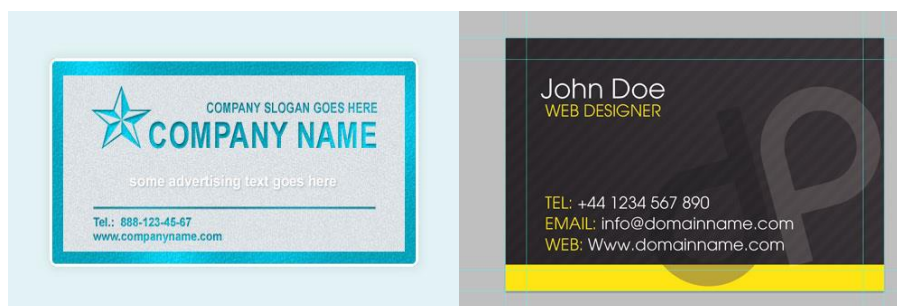 COMPANY SLOGAN GOES HERE
COMPANY NAME
some advertising text goes here
Tel.: 888-123-45-67
www.companyname.com
John Doe
WEB DESIGNER
TEL: +44 1234 567 890
EMAIL: info@domainname.com
WEB: Www.domainname.com
dP